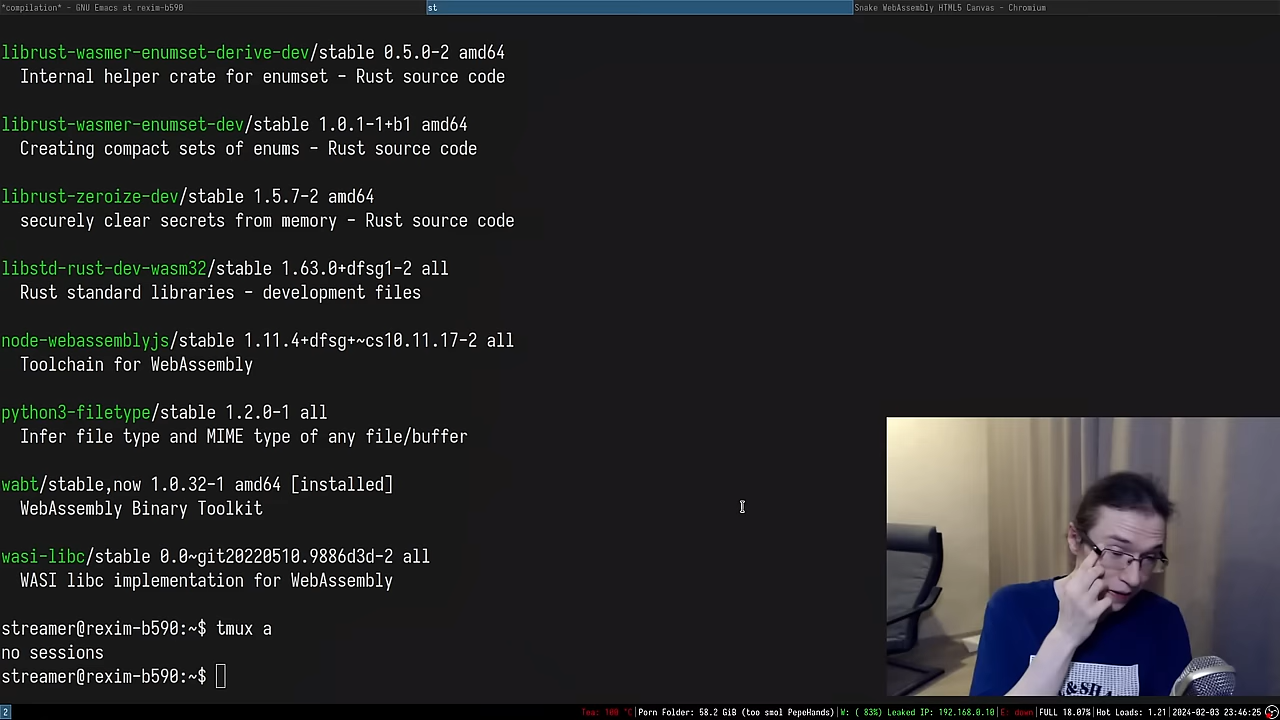 *compilation* - GNU Emacs at rexim-b590
st
Snake WebAssembly HTML5 Canvas - Chromium
librust-wasmer-enumset-derive-dev/stable 0.5.0-2 amd64
Internal helper crate for enumset - Rust source code
librust-wasmer-enumset-dev/stable 1.0.1-1+b1 amd64
Creating compact sets of enums - Rust source code
librust-zeroize-dev/stable 1.5.7-2 amd64
securely clear secrets from memory - Rust source code
libstd-rust-dev-wasm32/stable 1.63.0+dfsg1-2 all
Rust standard libraries - development files
node-webassemblyjs/stable 1.11.4+dfsg+~cs10.11.17-2 all
Toolchain for WebAssembly
python3-filetype/stable 1.2.0-1 all
Infer file type and MIME type of any file/buffer
wabt/stable,now 1.0.32-1 amd64 [installed]
WebAssembly Binary Toolkit
wasi-libc/stable 0.0~git20220510.9886d3d-2 all
WASI libc implementation for WebAssembly
streamer@rexim-b590:~$ tmux a
no sessions
streamer@rexim-b590:~$
2
Tea: 100 °C|Porn Folder: 58.2 GiB (too smol PepeHands)|W: ( 83%) Leaked IP: 192.168.0.10|E: down|FULL 18.07%|Hot Loads: 1.21|2024-02-03 23:46:25